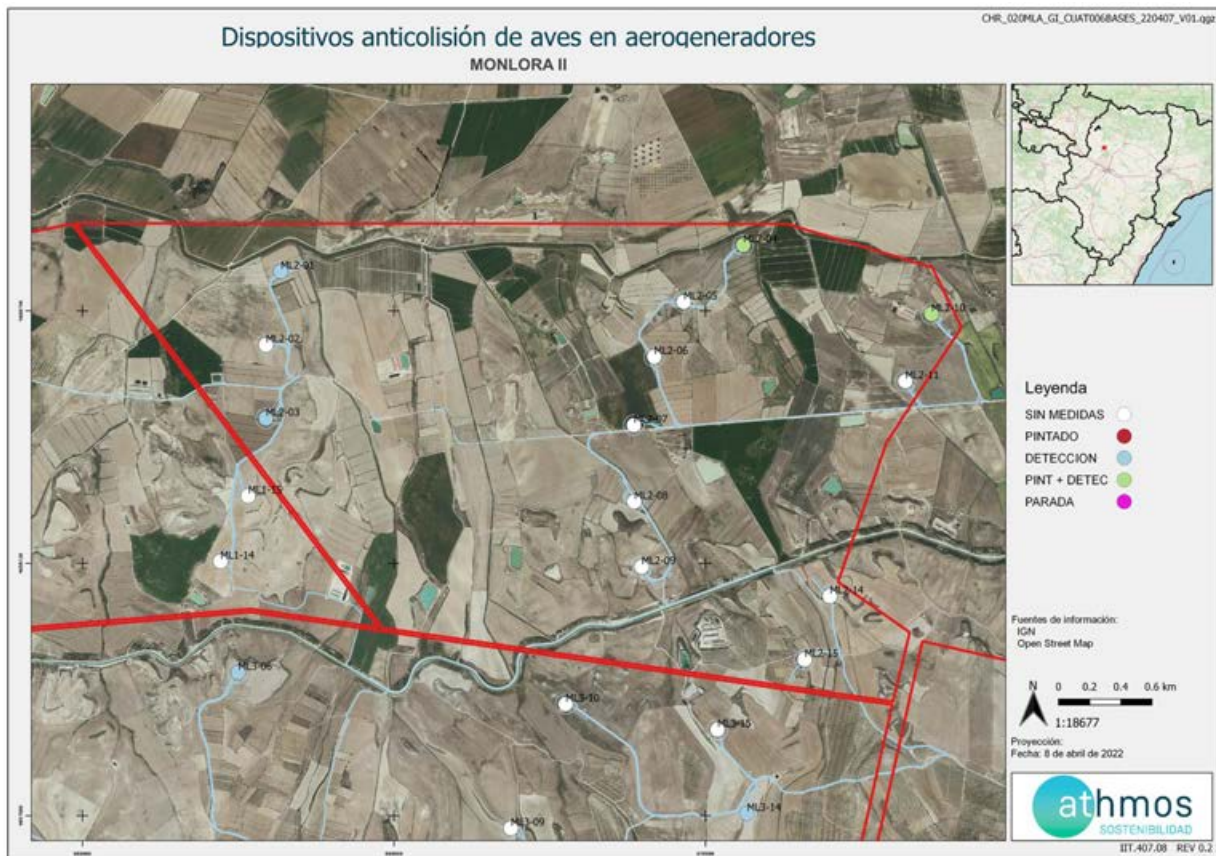 CHR_020MLA_GI_CUAT006BASES_220407_V01.qgz
Dispositivos anticolisión de aves en aerogeneradores
MONLORA II
ML2-04
ML2-01
ML2-05
ML2-10
ML2-02
ML2-06
ML2-11
ML2-03
ML2-07
ML1-15
ML2-08
ML1-14
ML2-09
ML2-14
ML2-15
ML3-06
ML3-10
ML3-15
ML3-14
ML3-09
Leyenda
SIN MEDIDAS
PINTADO
DETECCION
PINT + DETEC
PARADA
Fuentes de información:
IGN
Open Street Map
N
0 0.2 0.4 0.6 km
1:18677
Proyección:
Fecha: 8 de abril de 2022
athmos
SOSTENIBILIDAD
IIT.407.08 REV 0.2